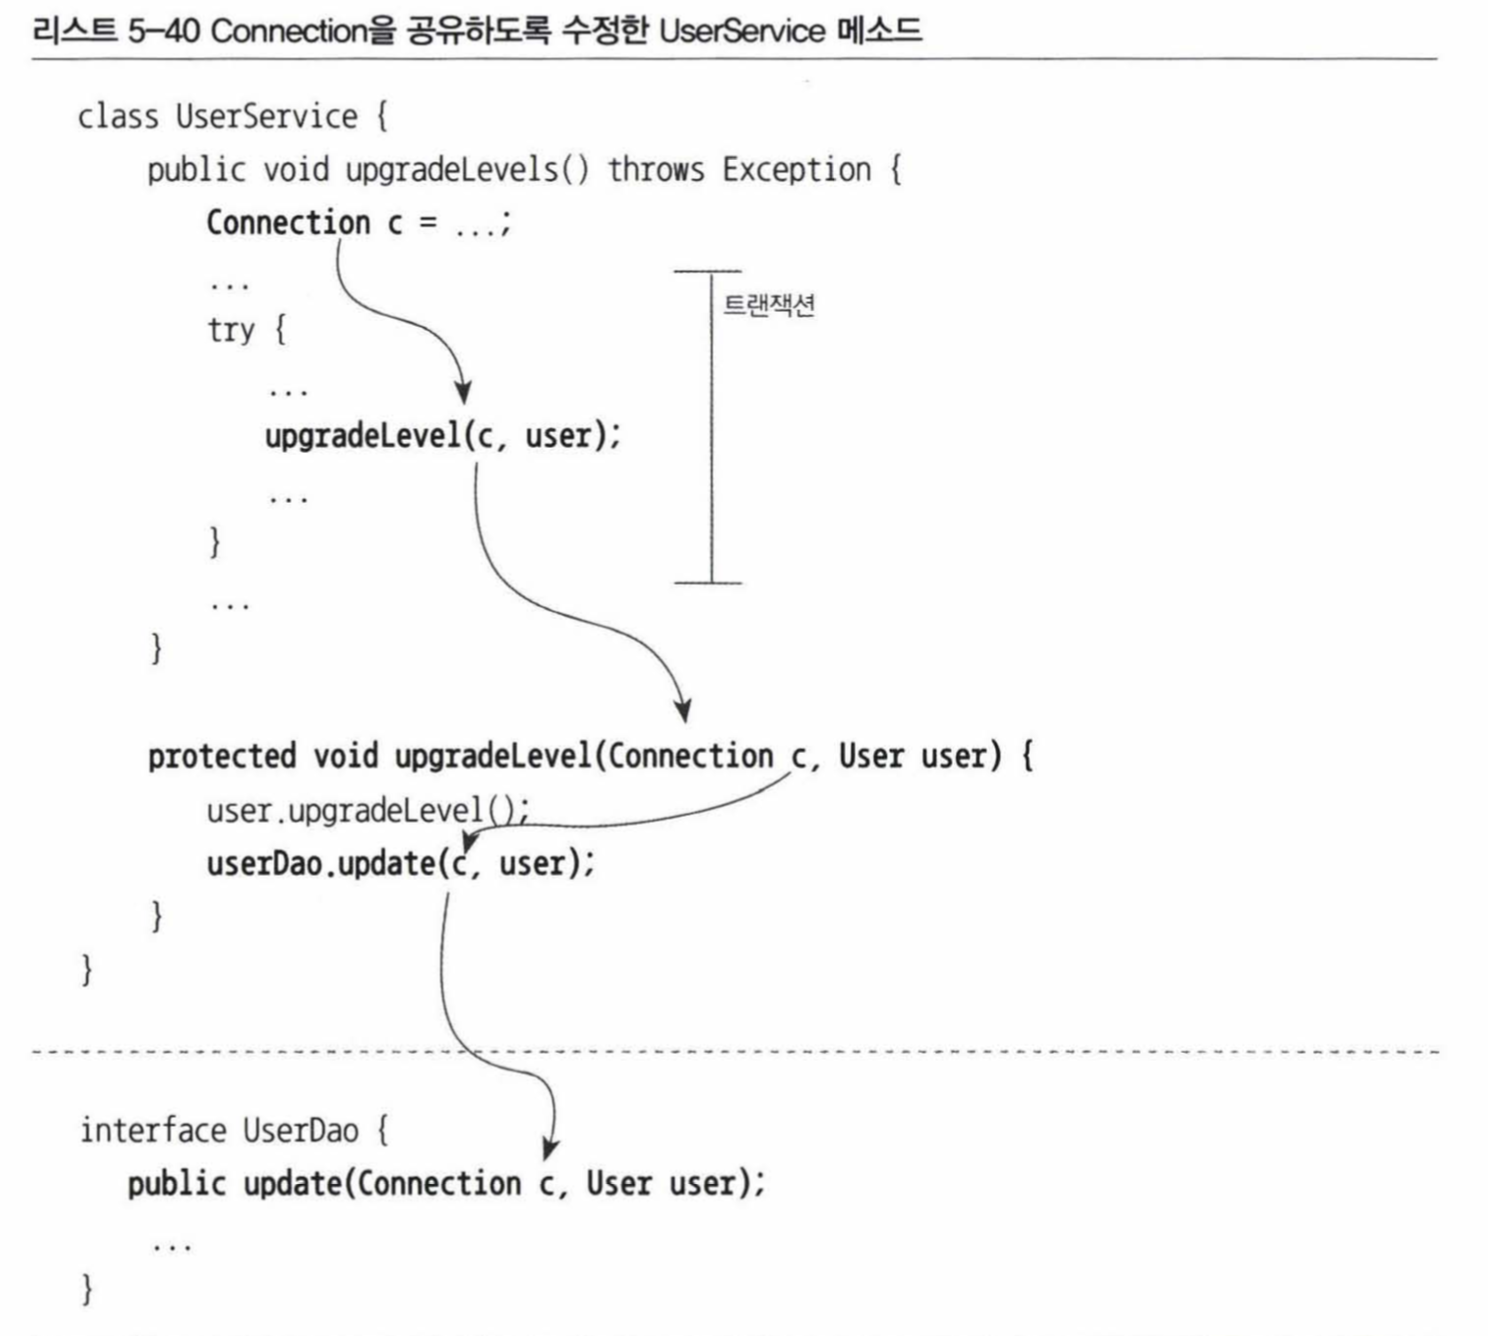 리스트 5-40 Connection을 공유하도록 수정한 UserService 메소드
class UserService {
public void upgradeLevels() throws Exception {
Connection c = ...;
...
트랜잭션
try {
...
upgradeLevel(c, user);
...
}
...
}
protected void upgradeLevel(Connection c, User user) {
user.upgradeLevel();
userDao.update(c, user);
}
}
interface UserDao {
public update(Connection c, User user);
...
}